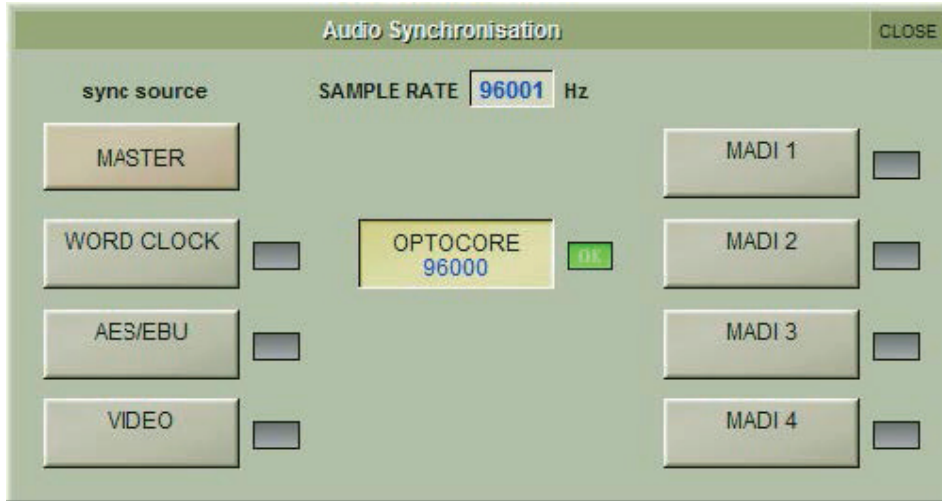 Audio Synchronisation CLOSE
sync source SAMPLE RATE 96001 Hz
MASTER MADI 1
WORD CLOCK OPTOCORE 96000 OK MADI 2
AES/EBU MADI 3
VIDEO MADI 4